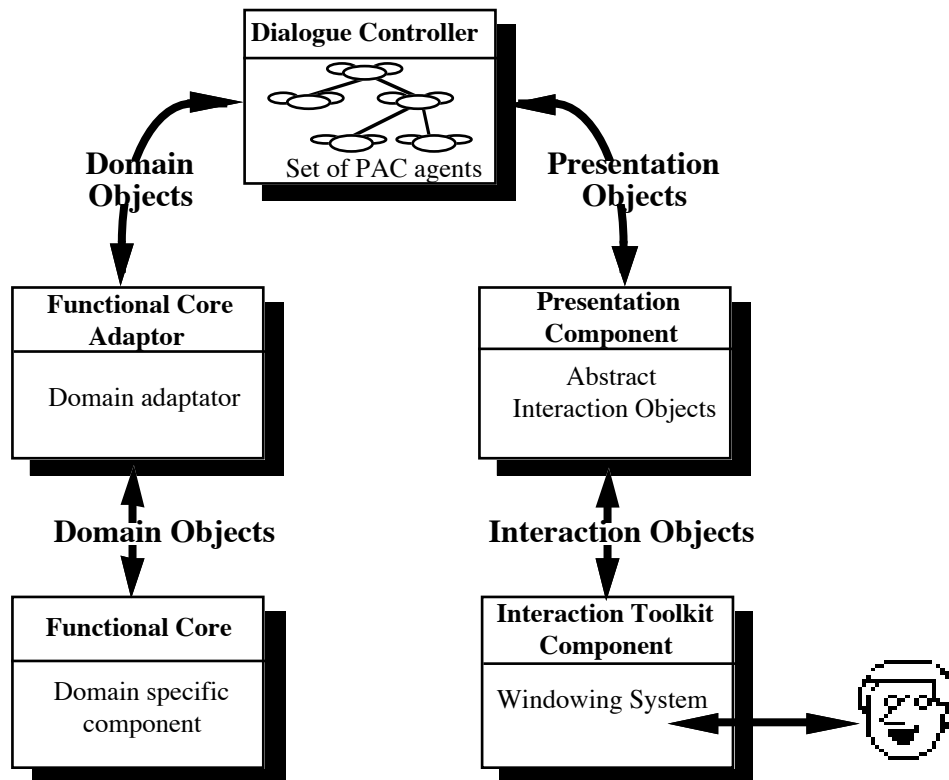 Dialogue Controller
Set of PAC agents
Domain
Objects
Presentation
Objects
Functional Core
Adaptor
Domain adaptator
Presentation
Component
Abstract
Interaction Objects
Domain Objects
Interaction Objects
Functional Core
Domain specific
component
Interaction Toolkit
Component
Windowing System